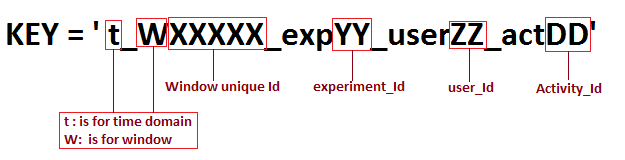 KEY = ' t_WXXXXX_expYY_userZZ_actDD'
Window unique Id experiment_Id user_Id Activity_Id
t : is for time domain
W: is for window